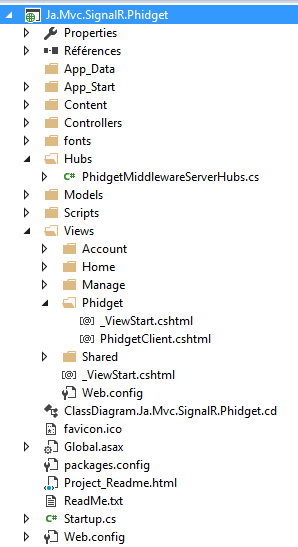 Ja.Mvc.SignalR.Phidget
Properties
Références
App_Data
App_Start
Content
Controllers
fonts
Hubs
C# PhidgetMiddlewareServerHubs.cs
Models
Scripts
Views
Account
Home
Manage
Phidget
[@] _ViewStart.cshtml
[@] PhidgetClient.cshtml
Shared
[@] _ViewStart.cshtml
Web.config
ClassDiagram.Ja.Mvc.SignalR.Phidget.cd
favicon.ico
Global.asax
packages.config
Project_Readme.html
ReadMe.txt
C# Startup.cs
Web.config